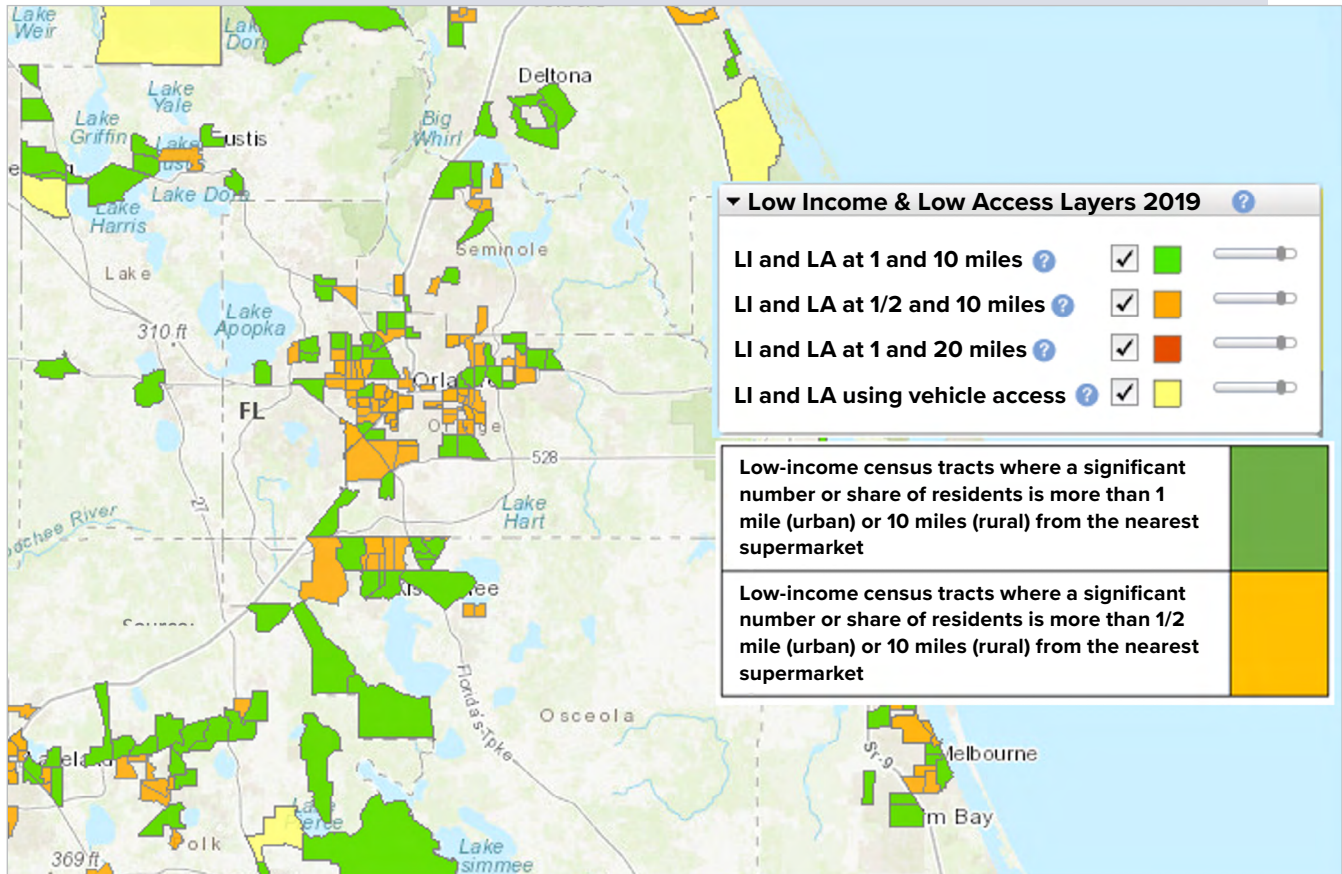 Lake
Weir
Lake
Yale
Lake
Griffin
Lake Dora
Lake
Harris
Lake
310 ft
Lake
Apopka
FL
Big
Whirl
Deltona
Seminole
528
Lake
Hart
27
Florida's-Tpke
Osceola
369 ft
Lake
Sr-9
Melbourne
▾ Low Income & Low Access Layers 2019 ?
LI and LA at 1 and 10 miles ?
LI and LA at 1/2 and 10 miles ?
LI and LA at 1 and 20 miles ?
LI and LA using vehicle access ?
Low-income census tracts where a significant
number or share of residents is more than 1
mile (urban) or 10 miles (rural) from the nearest
supermarket
Low-income census tracts where a significant
number or share of residents is more than 1/2
mile (urban) or 10 miles (rural) from the nearest
supermarket